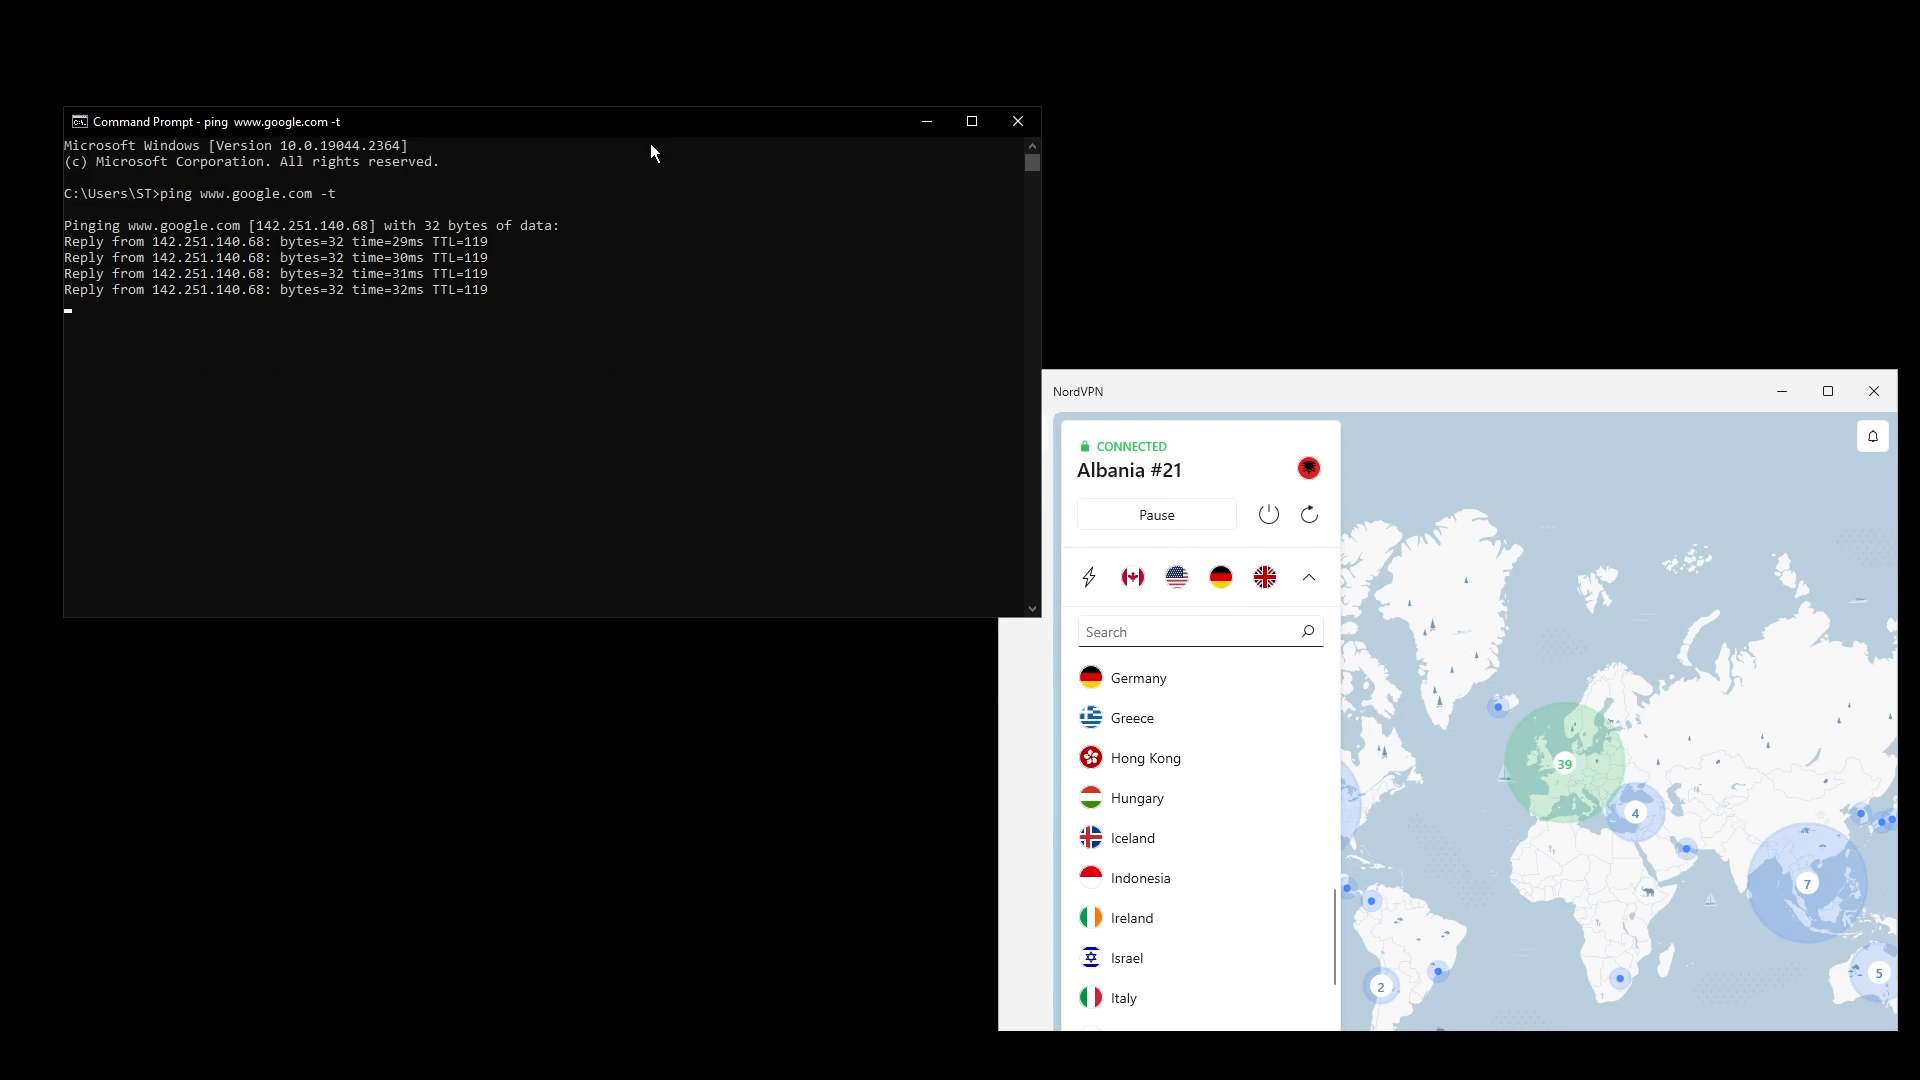 Command Prompt - ping  www.google.com -t
Microsoft Windows [Version 10.0.19044.2364]
(c) Microsoft Corporation. All rights reserved.
C:\Users\ST>ping www.google.com -t
Pinging www.google.com [142.251.140.68] with 32 bytes of data:
Reply from 142.251.140.68: bytes=32 time=29ms TTL=119
Reply from 142.251.140.68: bytes=32 time=30ms TTL=119
Reply from 142.251.140.68: bytes=32 time=31ms TTL=119
Reply from 142.251.140.68: bytes=32 time=32ms TTL=119
NordVPN
CONNECTED
Albania #21
Pause
Search
Germany
Greece
Hong Kong
Hungary
Iceland
Indonesia
Ireland
Israel
Italy
39
4
7
5
2